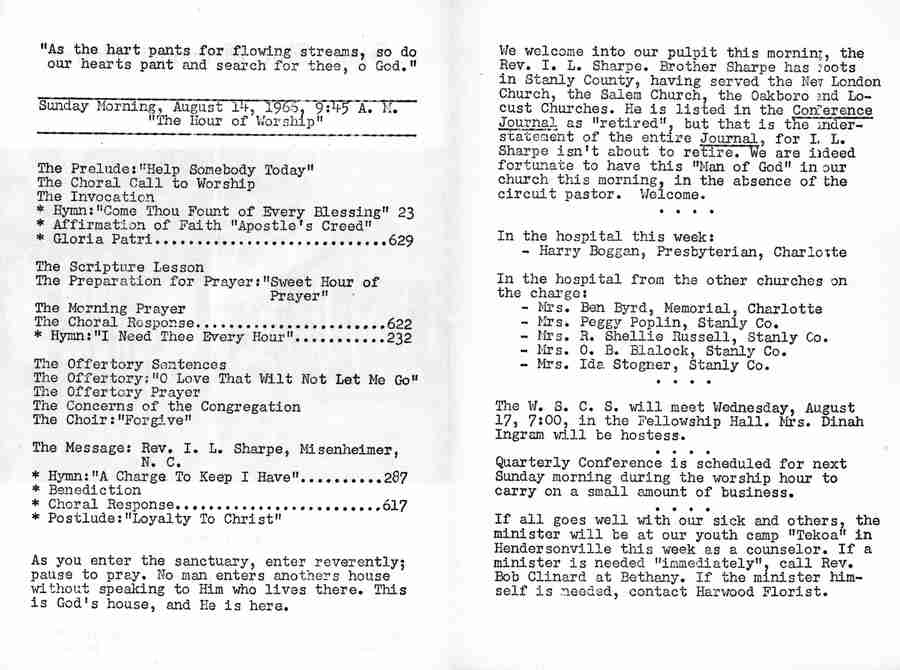 "As the hart pants for flowing streams, so do
our hearts pant and search for thee, o God."
Sunday Morning, August 14, 1965, 9:45 A. M.
"The Hour of Worship"
The Prelude:"Help Somebody Today"
The Choral Call to Worship
The Invocation
* Hymn:"Come Thou Fount of Every Blessing" 23
* Affirmation of Faith "Apostle's Creed"
* Gloria Patri............................629
The Scripture Lesson
The Preparation for Prayer:"Sweet Hour of
Prayer"
The Morning Prayer
The Choral Response.......................622
* Hymn:"I Need Thee Every Hour"...........232
The Offertory Sentences
The Offertory:"O Love That Wilt Not Let Me Go"
The Offertory Prayer
The Concerns of the Congregation
The Choir:"Forgive"
The Message: Rev. I. L. Sharpe, Misenheimer,
N. C.
* Hymn:"A Charge To Keep I Have"..........287
* Benediction
* Choral Response.........................617
* Postlude:"Loyalty To Christ"
As you enter the sanctuary, enter reverently;
pause to pray. No man enters anothers house
without speaking to Him who lives there. This
is God's house, and He is here.
We welcome into our pulpit this morning, the
Rev. I. L. Sharpe. Brother Sharpe has roots
in Stanly County, having served the New London
Church, the Salem Church, the Oakboro and Lo-
cust Churches. He is listed in the Conference
Journal as "retired", but that is the under-
statement of the entire Journal, for I. L.
Sharpe isn't about to retire. We are indeed
fortunate to have this "Man of God" in our
church this morning, in the absence of the
circuit pastor. Welcome.
. . . .
In the hospital this week:
- Harry Boggan, Presbyterian, Charlotte
In the hospital from the other churches on
the charge:
- Mrs. Ben Byrd, Memorial, Charlotte
- Mrs. Peggy Poplin, Stanly Co.
- Mrs. R. Shellie Russell, Stanly Co.
- Mrs. O. B. Blalock, Stanly Co.
- Mrs. Ida Stogner, Stanly Co.
. . . .
The W. S. C. S. will meet Wednesday, August
17, 7:00, in the Fellowship Hall. Mrs. Dinah
Ingram will be hostess.
. . . .
Quarterly Conference is scheduled for next
Sunday morning during the worship hour to
carry on a small amount of business.
. . . .
If all goes well with our sick and others, the
minister will be at our youth camp "Tekoa" in
Hendersonville this week as a counselor. If a
minister is needed "immediately", call Rev.
Bob Clinard at Bethany. If the minister him-
self is needed, contact Harwood Florist.